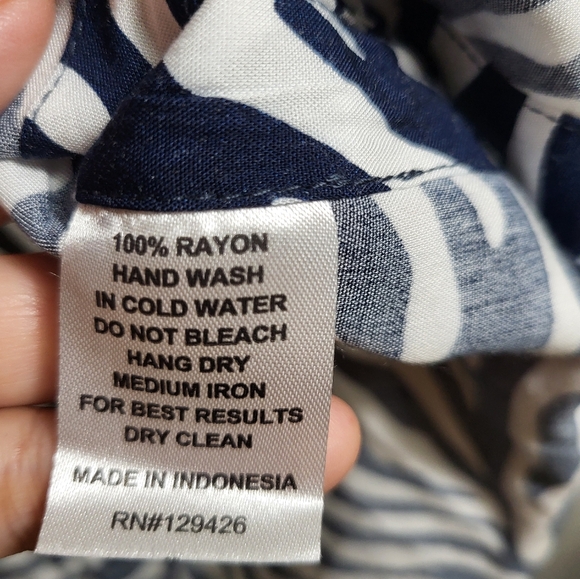 100% RAYON
HAND WASH
IN COLD WATER
DO NOT BLEACH
HANG DRY
MEDIUM IRON
FOR BEST RESULTS
DRY CLEAN
MADE IN INDONESIA
RN#129426